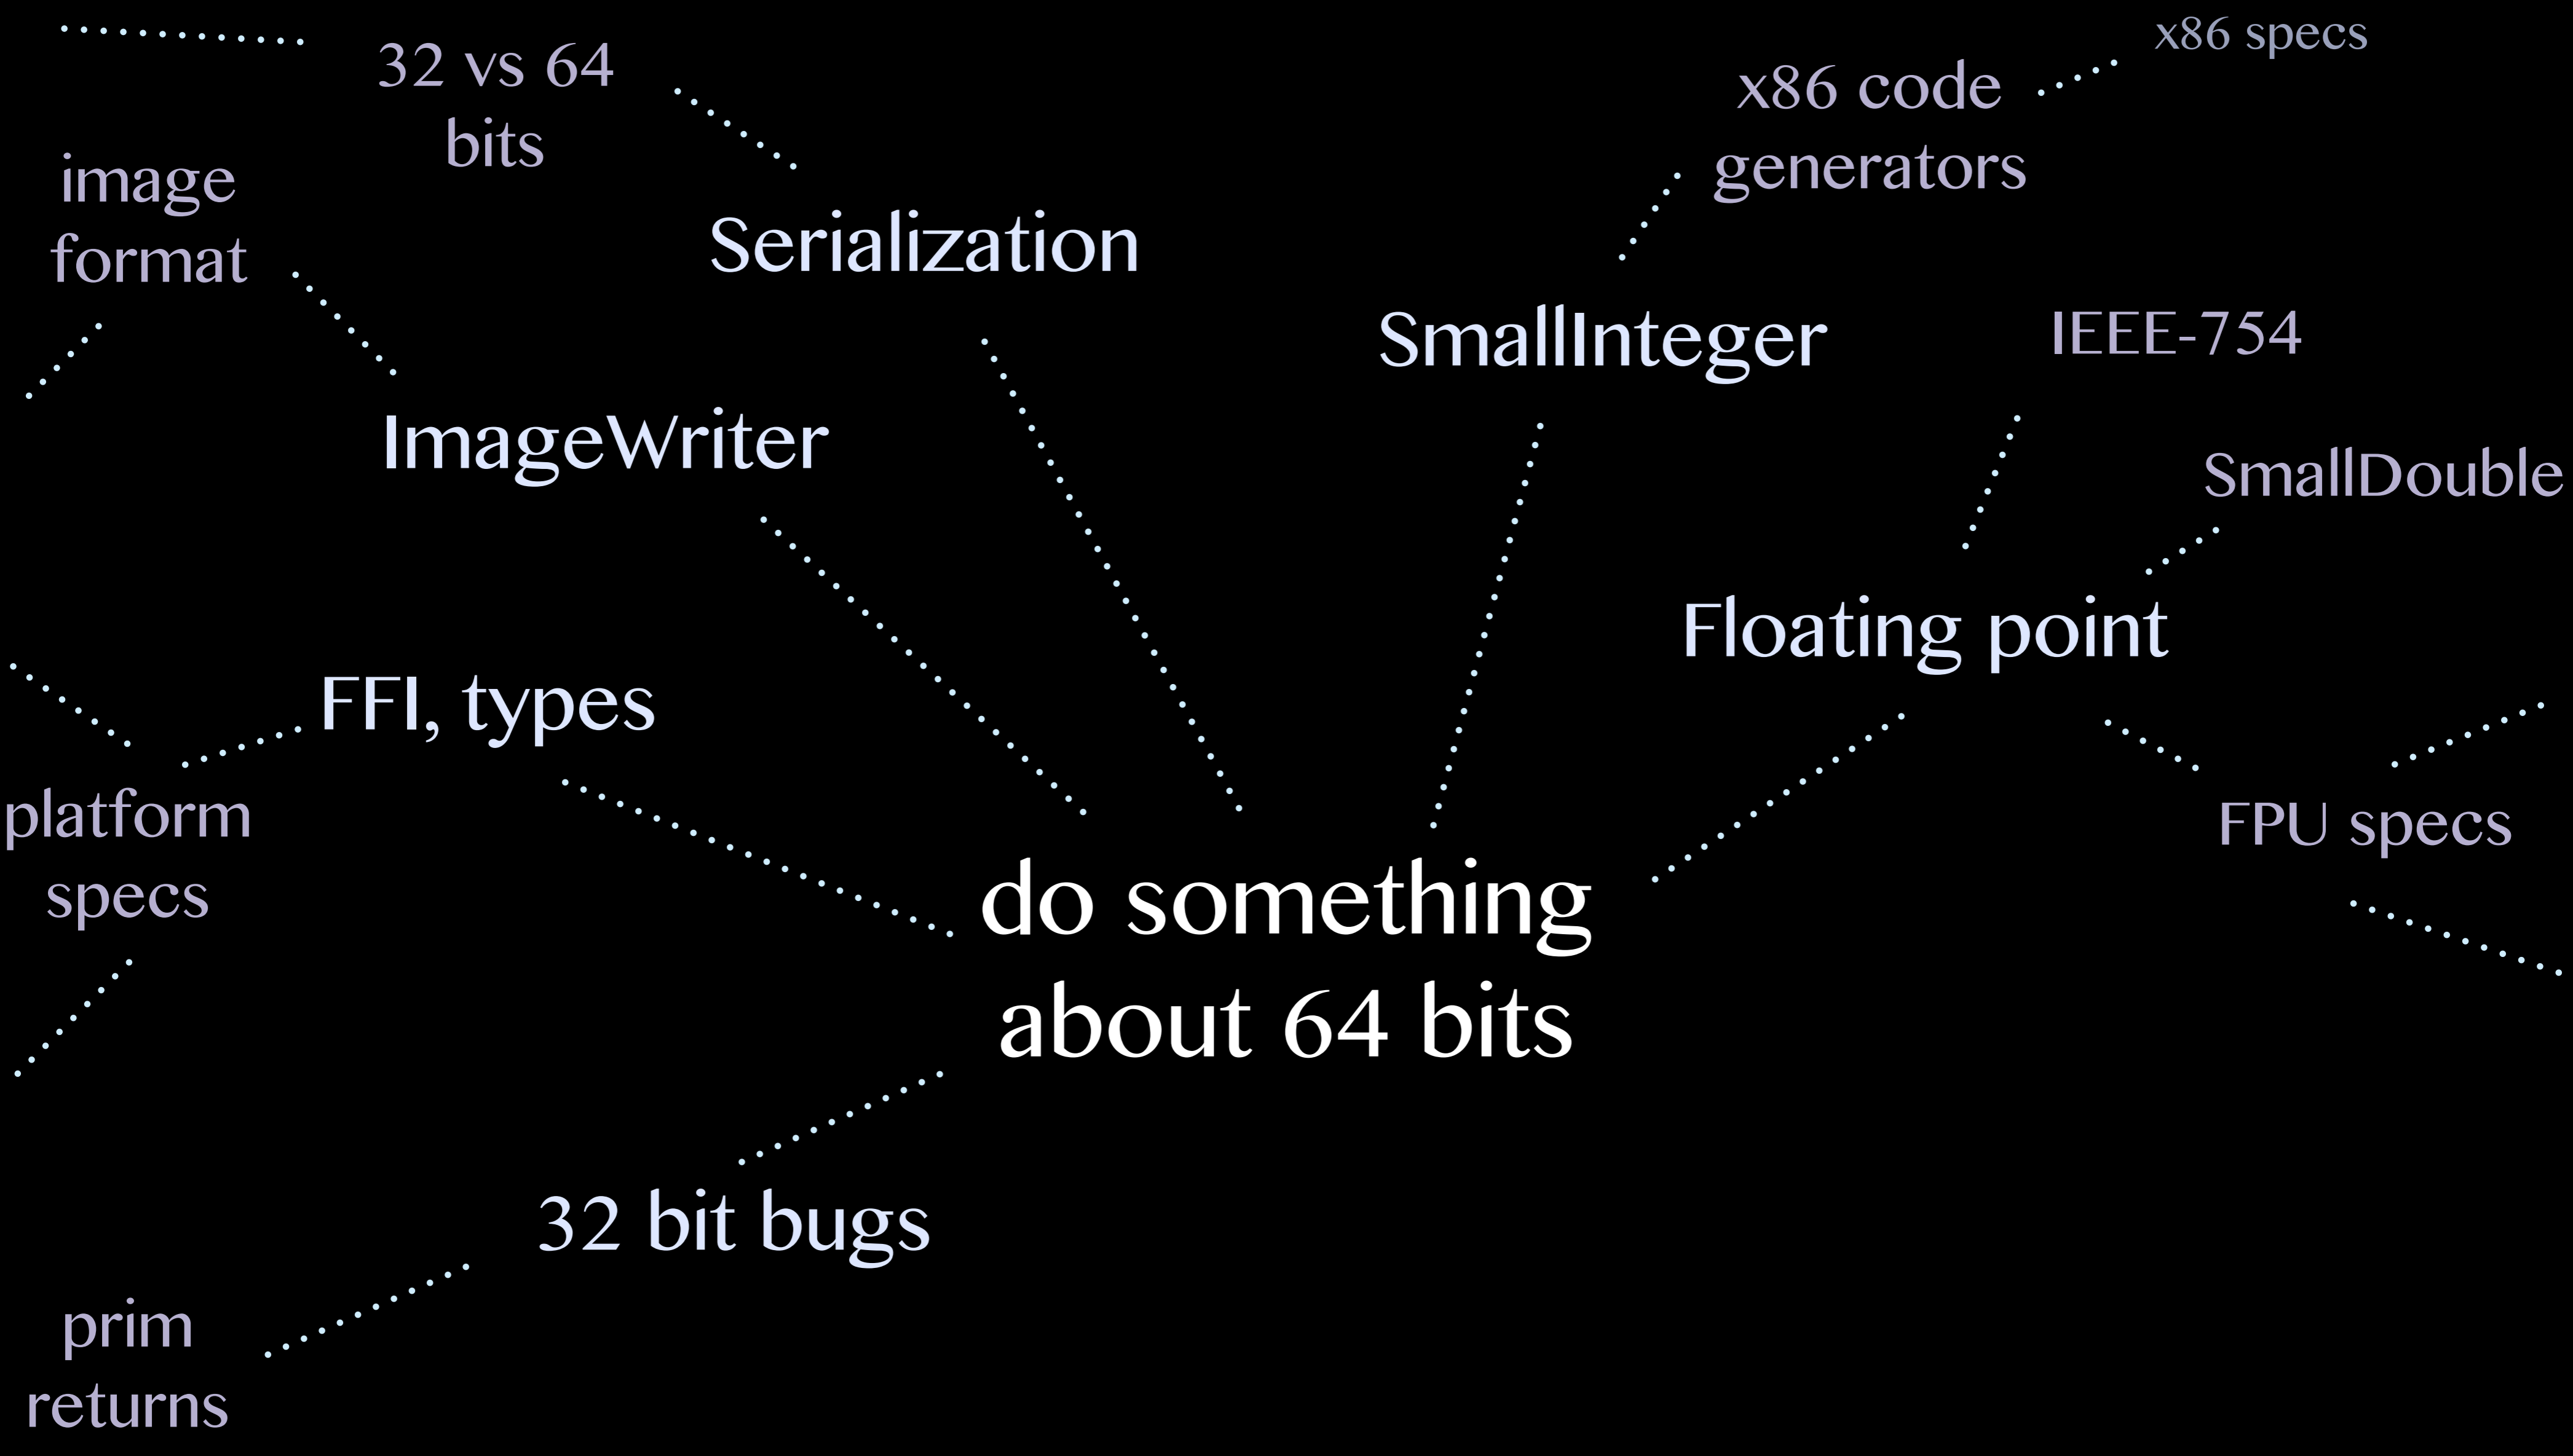 x86 specs
32 vs 64
bits
x86 code
generators
image
format
Serialization
SmallInteger
IEEE-754
ImageWriter
SmallDouble
Floating point
FFI, types
platform
specs
FPU specs
do something
about 64 bits
32 bit bugs
prim
returns